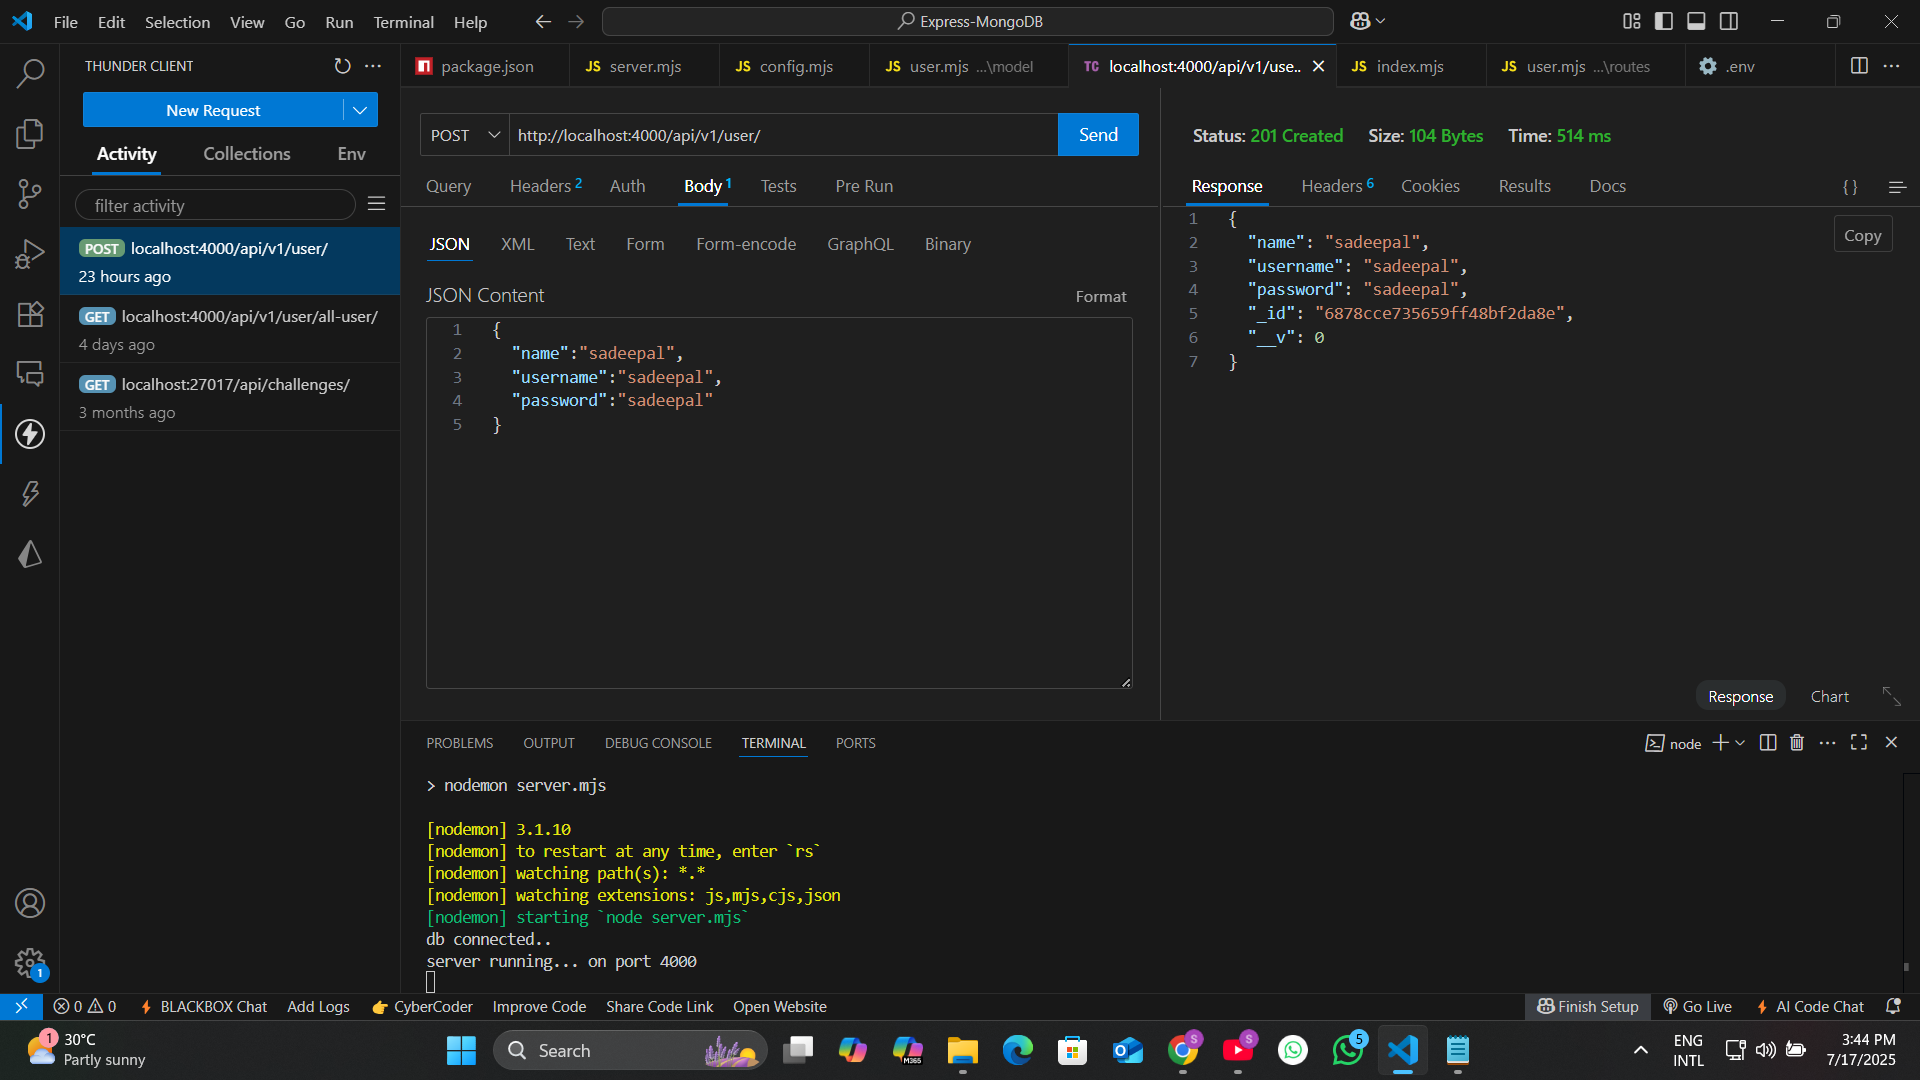 File Edit Selection View Go Run Terminal Help
Express-MongoDB
THUNDER CLIENT
New Request
Activity Collections Env
filter activity
POST localhost:4000/api/v1/user/
23 hours ago
GET localhost:4000/api/v1/user/all-user/
4 days ago
GET localhost:27017/api/challenges/
3 months ago
package.json
JS server.mjs
JS config.mjs
JS user.mjs ...\model
TC localhost:4000/api/v1/use..
JS index.mjs
JS user.mjs ...\routes
.env
POST http://localhost:4000/api/v1/user/ Send
Query Headers 2 Auth Body 1 Tests Pre Run
JSON XML Text Form Form-encode GraphQL Binary
JSON Content Format
1 {
2 "name":"sadeepal",
3 "username":"sadeepal",
4 "password":"sadeepal"
5 }
Status: 201 Created Size: 104 Bytes Time: 514 ms
Response Headers 6 Cookies Results Docs {}
Copy
1 {
2 "name": "sadeepal",
3 "username": "sadeepal",
4 "password": "sadeepal",
5 "_id": "6878cce735659ff48bf2da8e",
6 "__v": 0
7 }
Response Chart
PROBLEMS OUTPUT DEBUG CONSOLE TERMINAL PORTS
node
> nodemon server.mjs
[nodemon] 3.1.10
[nodemon] to restart at any time, enter `rs`
[nodemon] watching path(s): *.*
[nodemon] watching extensions: js,mjs,cjs,json
[nodemon] starting `node server.mjs`
db connected..
server running... on port 4000
1
0 0 BLACKBOX Chat Add Logs CyberCoder Improve Code Share Code Link Open Website
Finish Setup Go Live AI Code Chat
1
30°C
Partly sunny
Search
M365
S
S
5
ENG
INTL
3:44 PM
7/17/2025